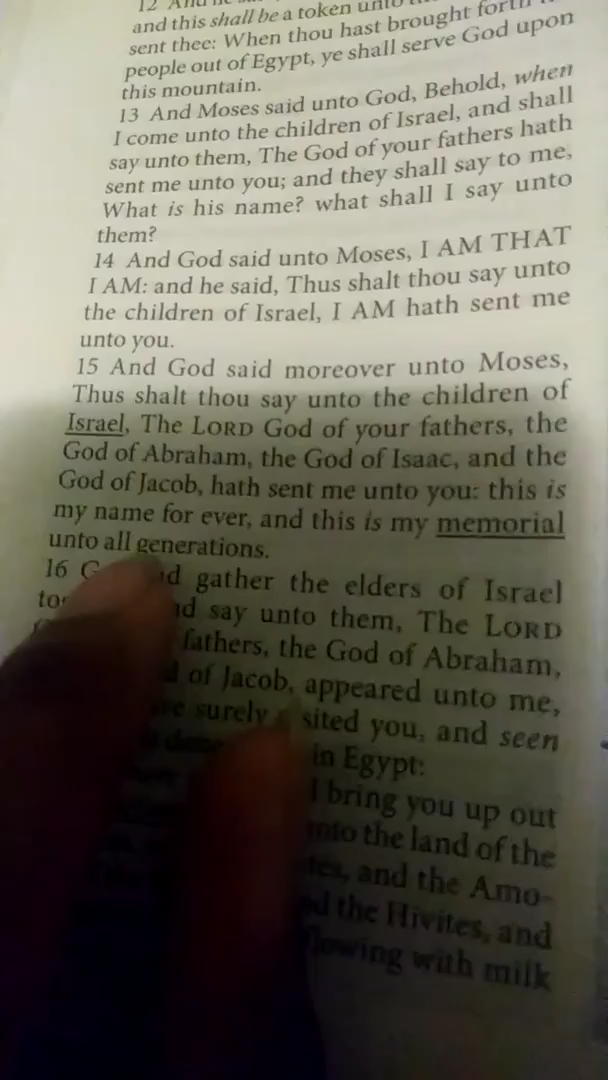 12 And he
and this shall be a token unto
sent thee: When thou hast brought forth
people out of Egypt, ye shall serve God upon
this mountain.
13 And Moses said unto God, Behold, when
I come unto the children of Israel, and shall
say unto them, The God of your fathers hath
sent me unto you; and they shall say to me,
What is his name? what shall I say unto
them?
14 And God said unto Moses, I AM THAT
I AM: and he said, Thus shalt thou say unto
the children of Israel, I AM hath sent me
unto you.
15 And God said moreover unto Moses,
Thus shalt thou say unto the children of
Israel, The LORD God of your fathers, the
God of Abraham, the God of Isaac, and the
God of Jacob, hath sent me unto you: this is
my name for ever, and this is my memorial
unto all generations.
16 gather the elders of Israel
say unto them, The LORD
fathers, the God of Abraham,
of Jacob, appeared unto me,
surely visited you, and seen
in Egypt:
I bring you up out
unto the land of the
and the Amo-
the Hivites, and
flowing with milk